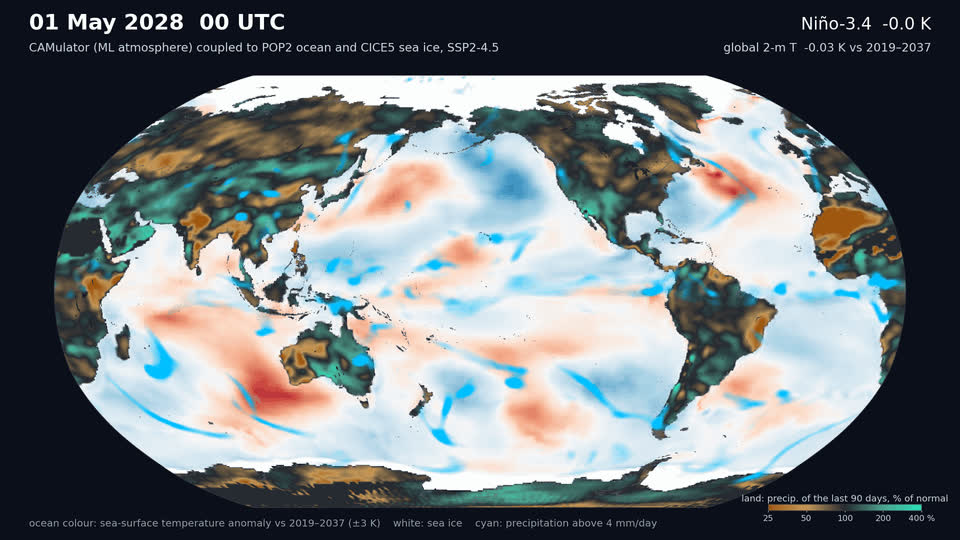 01 May 2028  00 UTC
Niño-3.4  -0.0 K
CAMulator (ML atmosphere) coupled to POP2 ocean and CICE5 sea ice, SSP2-4.5
global 2-m T  -0.03 K vs 2019–2037
land: precip. of the last 90 days, % of normal
25 50 100 200 400 %
ocean colour: sea-surface temperature anomaly vs 2019–2037 (±3 K)    white: sea ice    cyan: precipitation above 4 mm/day